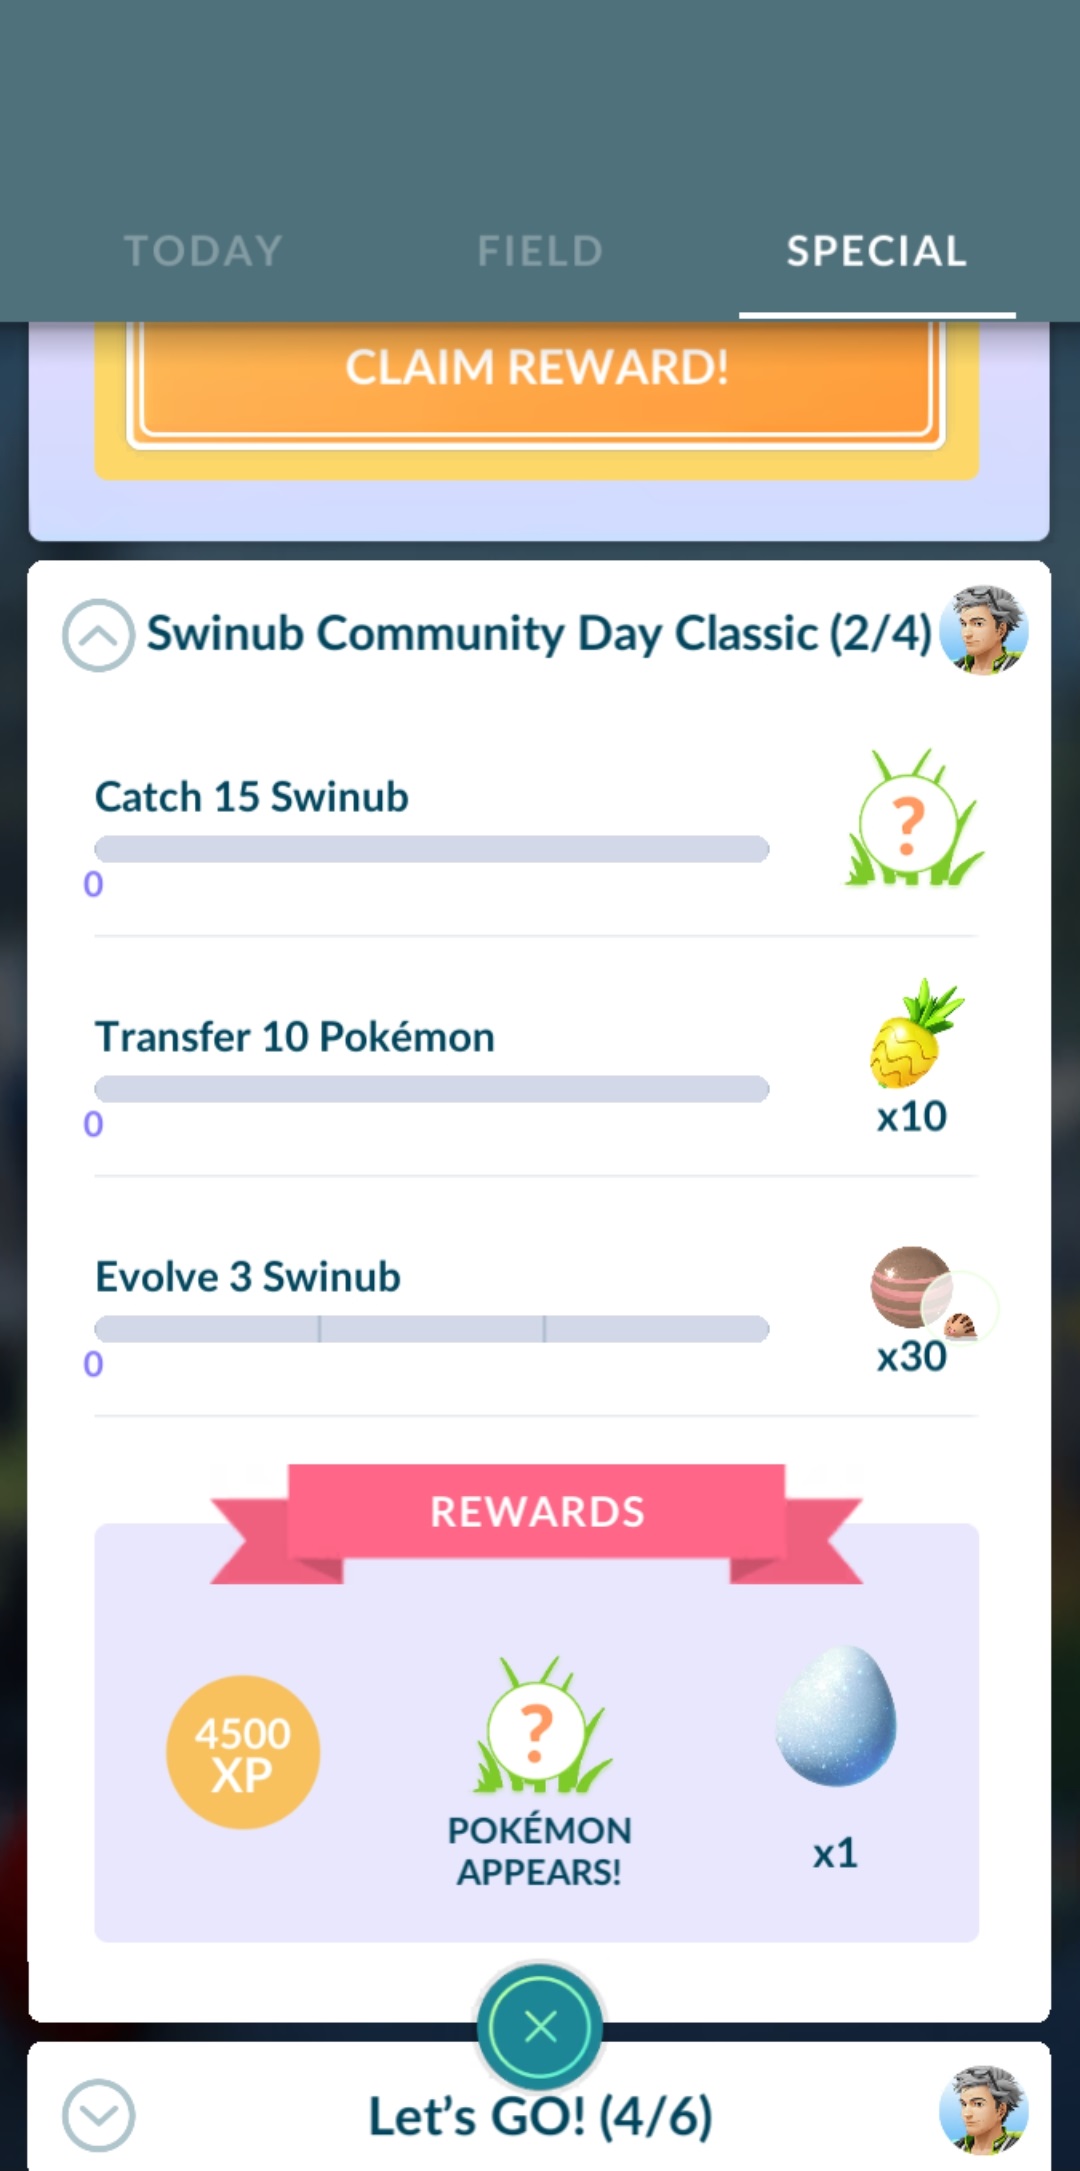 TODAY FIELD SPECIAL
CLAIM REWARD!
Swinub Community Day Classic (2/4)
Catch 15 Swinub
?
0
Transfer 10 Pokémon
0
x10
Evolve 3 Swinub
0
x30
REWARDS
4500
XP
?
POKÉMON
APPEARS!
x1
Let's GO! (4/6)